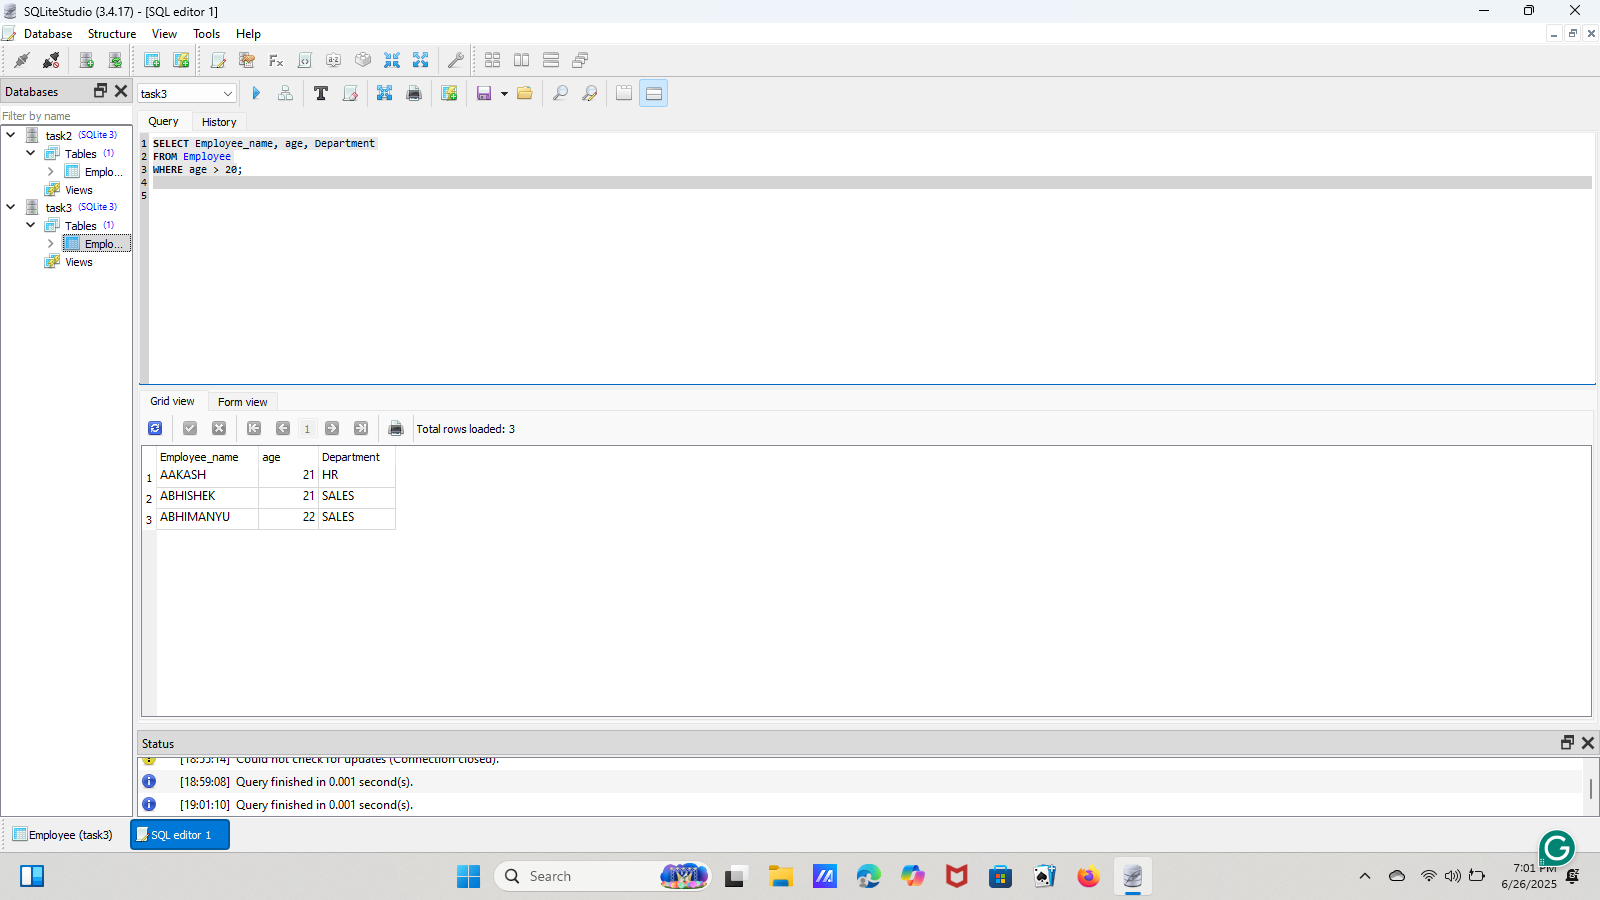 SQLiteStudio (3.4.17) - [SQL editor 1]
Database Structure View Tools Help
Databases
task3
Filter by name
Query History
task2 (SQLite 3)
Tables (1)
Emplo...
Views
task3 (SQLite 3)
Tables (1)
Emplo...
Views
1 SELECT Employee_name, age, Department
2 FROM Employee
3 WHERE age > 20;
4
5
Grid view Form view
1 Total rows loaded: 3
Employee_name age Department
1 AAKASH 21 HR
2 ABHISHEK 21 SALES
3 ABHIMANYU 22 SALES
Status
[18:55:14] Could not check for updates (Connection closed).
[18:59:08] Query finished in 0.001 second(s).
[19:01:10] Query finished in 0.001 second(s).
Employee (task3) SQL editor 1
Search
7:01 PM
6/26/2025